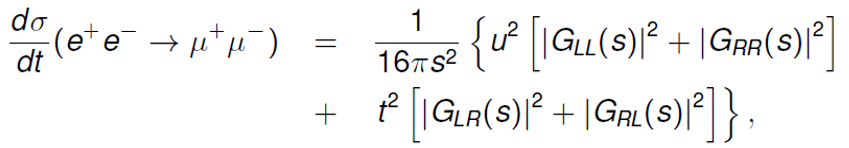 dσ/dt (e⁺e⁻ → μ⁺μ⁻) = 1/(16πs²) {u² [|G_LL(s)|² + |G_RR(s)|²]
+ t² [|G_LR(s)|² + |G_RL(s)|²]},